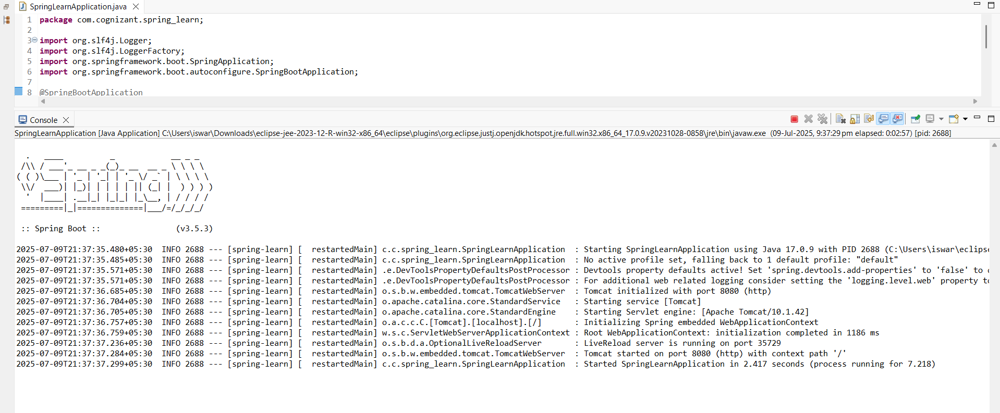 SpringLearnApplication.java
1 package com.cognizant.spring_learn;
2
3 import org.slf4j.Logger;
4 import org.slf4j.LoggerFactory;
5 import org.springframework.boot.SpringApplication;
6 import org.springframework.boot.autoconfigure.SpringBootApplication;
7
8 @SpringBootApplication
Console
SpringLearnApplication [Java Application] C:\Users\iswar\Downloads\eclipse-jee-2023-12-R-win32-x86_64\eclipse\plugins\org.eclipse.justj.openjdk.hotspot.jre.full.win32.x86_64_17.0.9.v20231028-0858\jre\bin\javaw.exe (09-Jul-2025, 9:37:29 pm elapsed: 0:02:57) [pid: 2688]
  .   ____          _            __ _ _
 /\\ / ___'_ __ _ _(_)_ __  __ _ \ \ \ \
( ( )\___ | '_ | '_| | '_ \/ _` | \ \ \ \
 \\/  ___)| |_)| | | | | || (_| |  ) ) ) )
  '  |____| .__|_| |_|_| |_\__, | / / / /
 =========|_|==============|___/=/_/_/_/
 :: Spring Boot ::                (v3.5.3)
2025-07-09T21:37:35.480+05:30  INFO 2688 --- [spring-learn] [  restartedMain] c.c.spring_learn.SpringLearnApplication  : Starting SpringLearnApplication using Java 17.0.9 with PID 2688 (C:\Users\iswar\eclipse
2025-07-09T21:37:35.485+05:30  INFO 2688 --- [spring-learn] [  restartedMain] c.c.spring_learn.SpringLearnApplication  : No active profile set, falling back to 1 default profile: "default"
2025-07-09T21:37:35.571+05:30  INFO 2688 --- [spring-learn] [  restartedMain] .e.DevToolsPropertyDefaultsPostProcessor : Devtools property defaults active! Set 'spring.devtools.add-properties' to 'false' to
2025-07-09T21:37:35.571+05:30  INFO 2688 --- [spring-learn] [  restartedMain] .e.DevToolsPropertyDefaultsPostProcessor : For additional web related logging consider setting the 'logging.level.web' property to
2025-07-09T21:37:36.685+05:30  INFO 2688 --- [spring-learn] [  restartedMain] o.s.b.w.embedded.tomcat.TomcatWebServer  : Tomcat initialized with port 8080 (http)
2025-07-09T21:37:36.704+05:30  INFO 2688 --- [spring-learn] [  restartedMain] o.apache.catalina.core.StandardService   : Starting service [Tomcat]
2025-07-09T21:37:36.705+05:30  INFO 2688 --- [spring-learn] [  restartedMain] o.apache.catalina.core.StandardEngine    : Starting Servlet engine: [Apache Tomcat/10.1.42]
2025-07-09T21:37:36.757+05:30  INFO 2688 --- [spring-learn] [  restartedMain] o.a.c.c.C.[Tomcat].[localhost].[/]       : Initializing Spring embedded WebApplicationContext
2025-07-09T21:37:36.759+05:30  INFO 2688 --- [spring-learn] [  restartedMain] w.s.c.ServletWebServerApplicationContext : Root WebApplicationContext: initialization completed in 1186 ms
2025-07-09T21:37:37.236+05:30  INFO 2688 --- [spring-learn] [  restartedMain] o.s.b.d.a.OptionalLiveReloadServer       : LiveReload server is running on port 35729
2025-07-09T21:37:37.284+05:30  INFO 2688 --- [spring-learn] [  restartedMain] o.s.b.w.embedded.tomcat.TomcatWebServer  : Tomcat started on port 8080 (http) with context path '/'
2025-07-09T21:37:37.299+05:30  INFO 2688 --- [spring-learn] [  restartedMain] c.c.spring_learn.SpringLearnApplication  : Started SpringLearnApplication in 2.417 seconds (process running for 7.218)